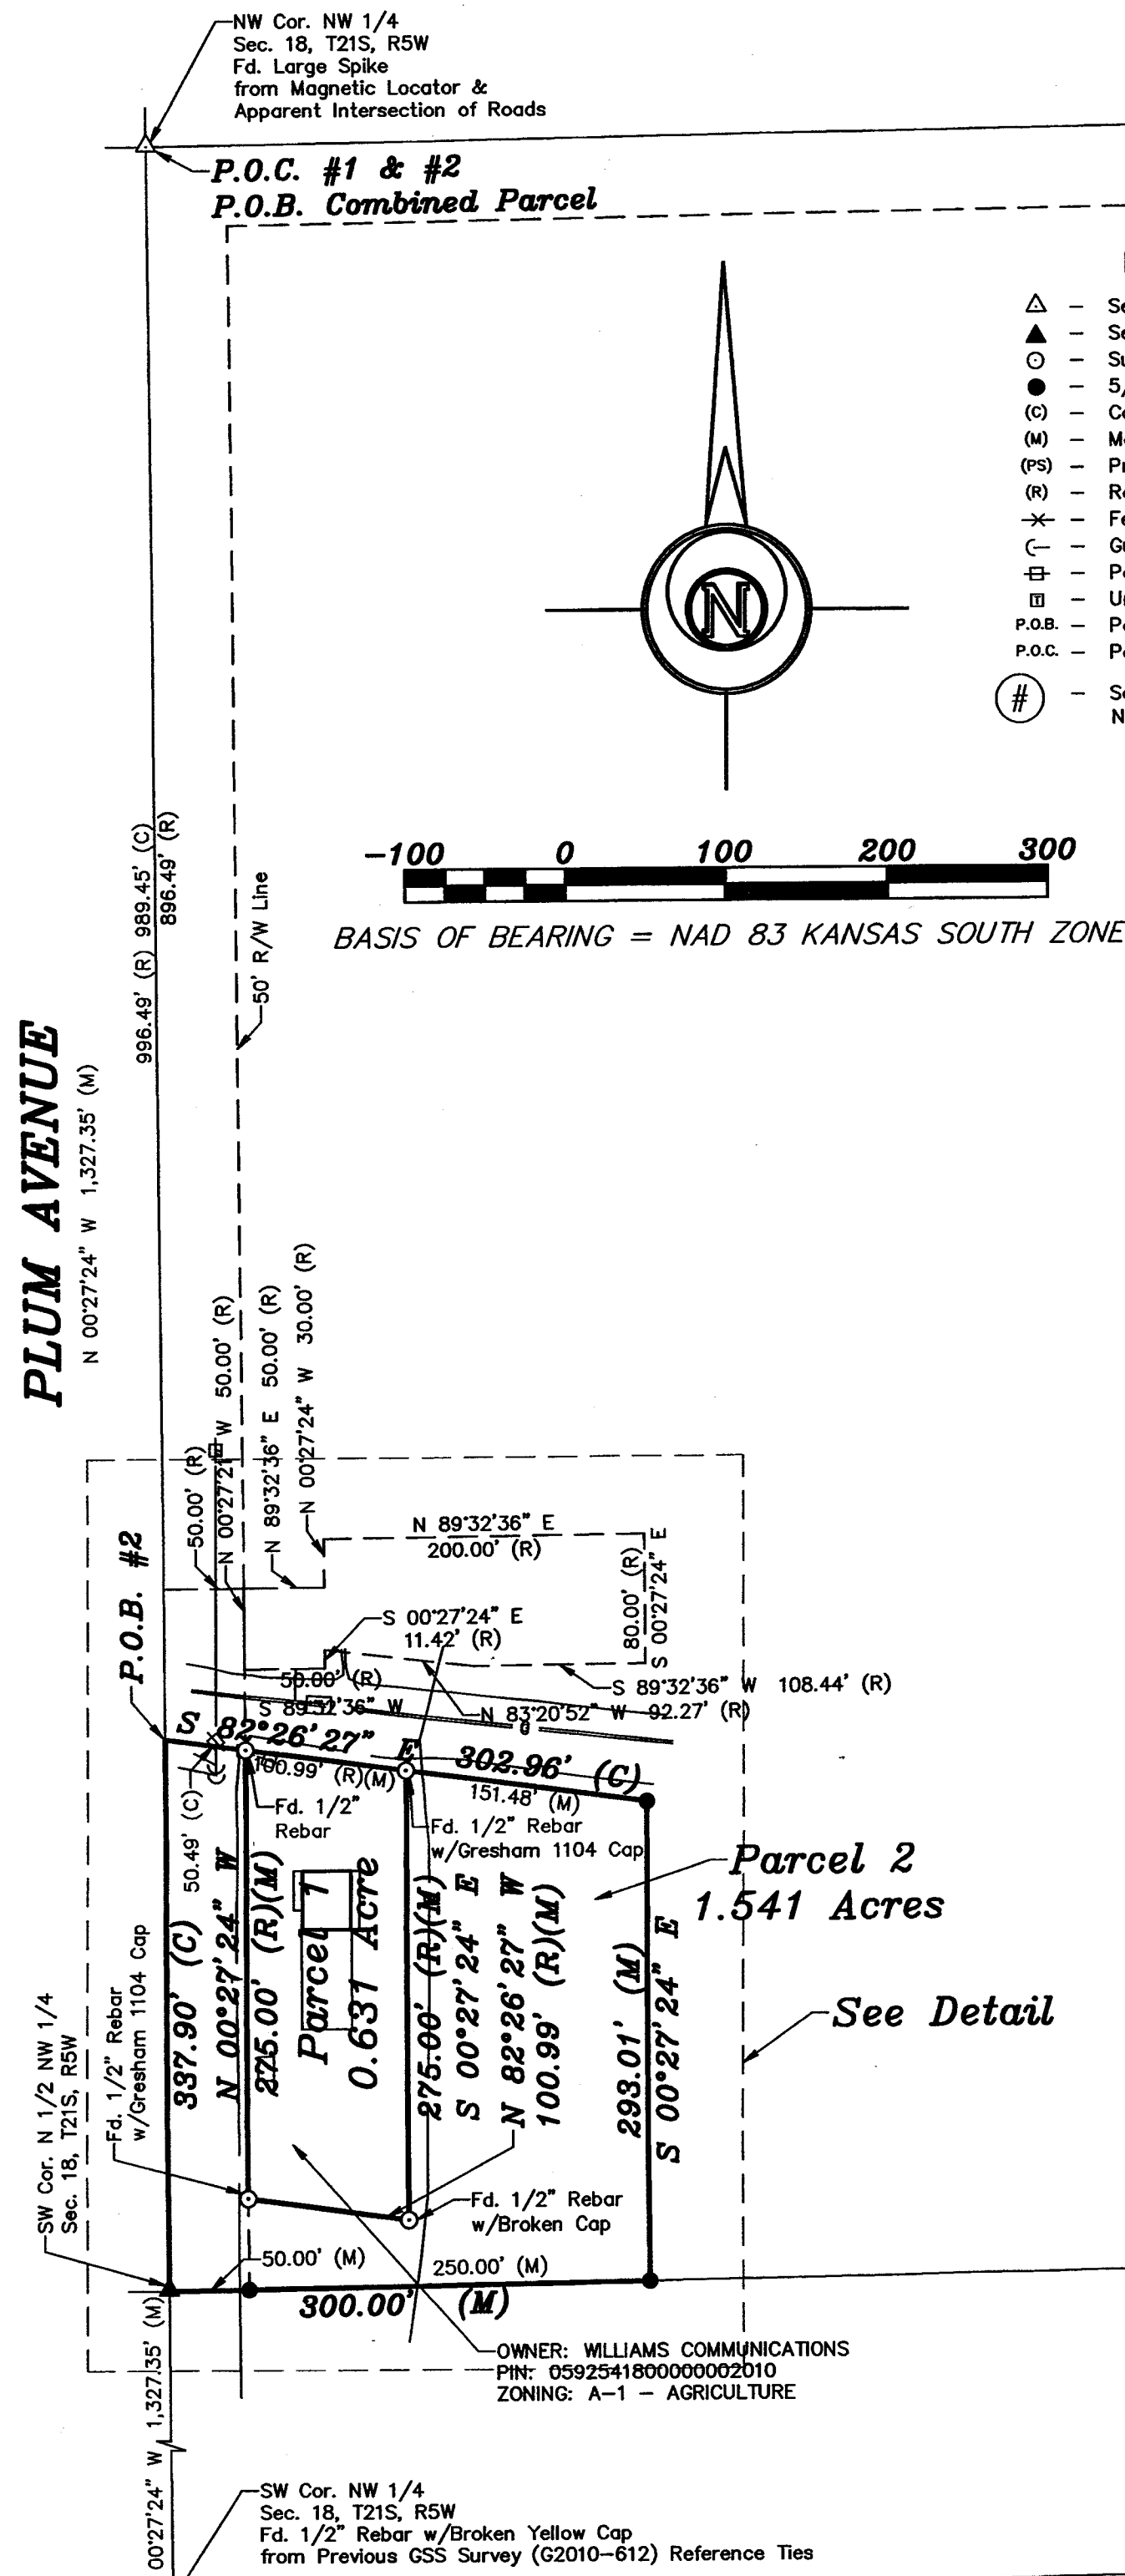 NW Cor. NW 1/4
Sec. 18, T21S, R5W
Fd. Large Spike
from Magnetic Locator &
Apparent Intersection of Roads
P.O.C. #1 & #2
P.O.B. Combined Parcel
(C) –
(M) –
(PS) –
(R) –
P.O.B. –
P.O.C. –
# –
N
-100 0 100 200 300
BASIS OF BEARING = NAD 83 KANSAS SOUTH ZONE
996.49' (R) 989.45' (C)
896.49' (R)
50' R/W Line
PLUM AVENUE
N 00°27'24" W 1,327.35' (M)
50.00' (R)
N 00°27'21" W 50.00' (R)
N 89°32'36" E 50.00' (R)
N 00°27'24" W 30.00' (R)
N 89°32'36" E
200.00' (R)
80.00' (R)
S 00°27'24" E
P.O.B. #2
S 00°27'24" E
11.42' (R)
50.00' (R)
S 89°32'36" W
S 89°32'36" W 108.44' (R)
N 83°20'52" W 92.27' (R)
S 82°26'27" E 302.96' (C)
100.99' (R)(M)
151.48' (M)
50.49' (C)
Fd. 1/2"
Rebar
Fd. 1/2" Rebar
w/Gresham 1104 Cap
Parcel 2
1.541 Acres
337.90' (C)
N 00°27'24" W
275.00' (R)(M)
Parcel 1
0.631 Acre
275.00' (R)(M)
S 00°27'24" E
N 82°26'27" W
100.99' (R)(M)
293.01' (M)
S 00°27'24" E
See Detail
SW Cor. N 1/2 NW 1/4
Sec. 18, T21S, R5W
Fd. 1/2" Rebar
w/Gresham 1104 Cap
Fd. 1/2" Rebar
w/Broken Cap
50.00' (M)
250.00' (M)
300.00' (M)
OWNER: WILLIAMS COMMUNICATIONS
PIN: 0592541800000002010
ZONING: A-1 – AGRICULTURE
00°27'24" W 1,327.35' (M)
SW Cor. NW 1/4
Sec. 18, T21S, R5W
Fd. 1/2" Rebar w/Broken Yellow Cap
from Previous GSS Survey (G2010-612) Reference Ties